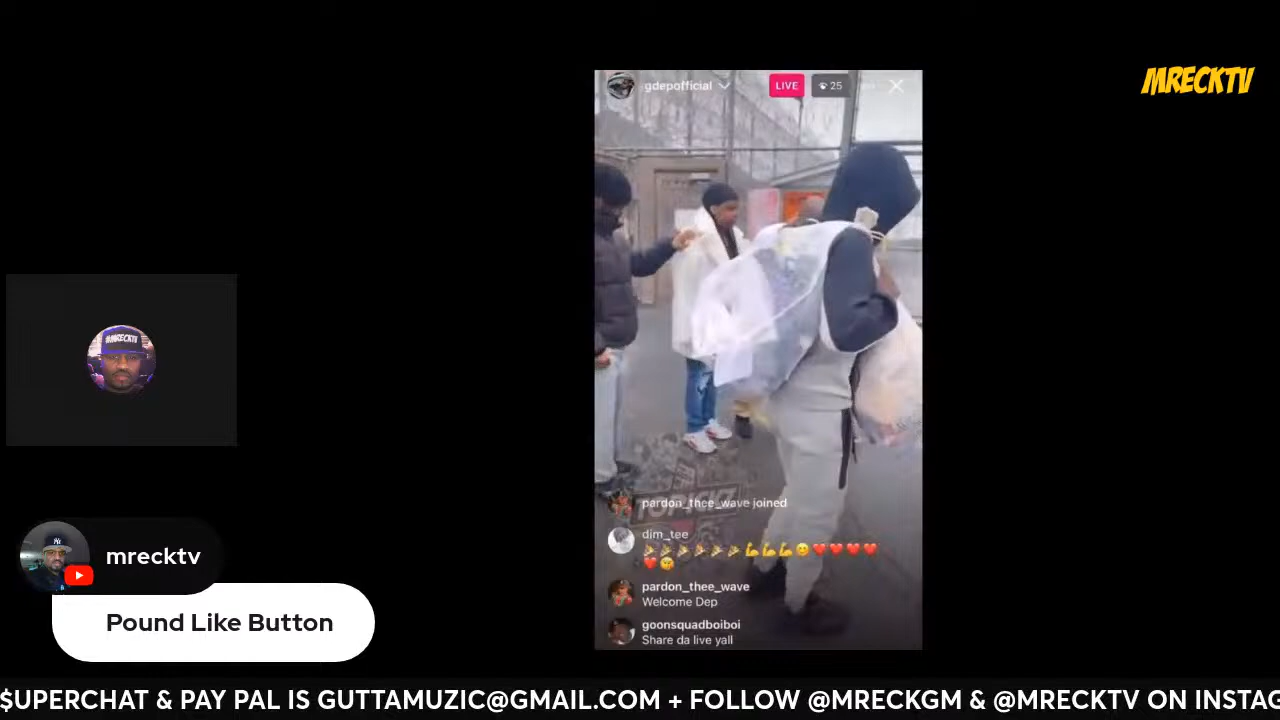 MRECKTV
gdepofficial
LIVE
25
pardon_thee_wave joined
dim_tee
pardon_thee_wave
Welcome Dep
goonsquadboiboi
Share da live yall
#MRECKTV
mrecktv
Pound Like Button
$UPERCHAT & PAY PAL IS GUTTAMUZIC@GMAIL.COM + FOLLOW @MRECKGM & @MRECKTV ON INSTAG